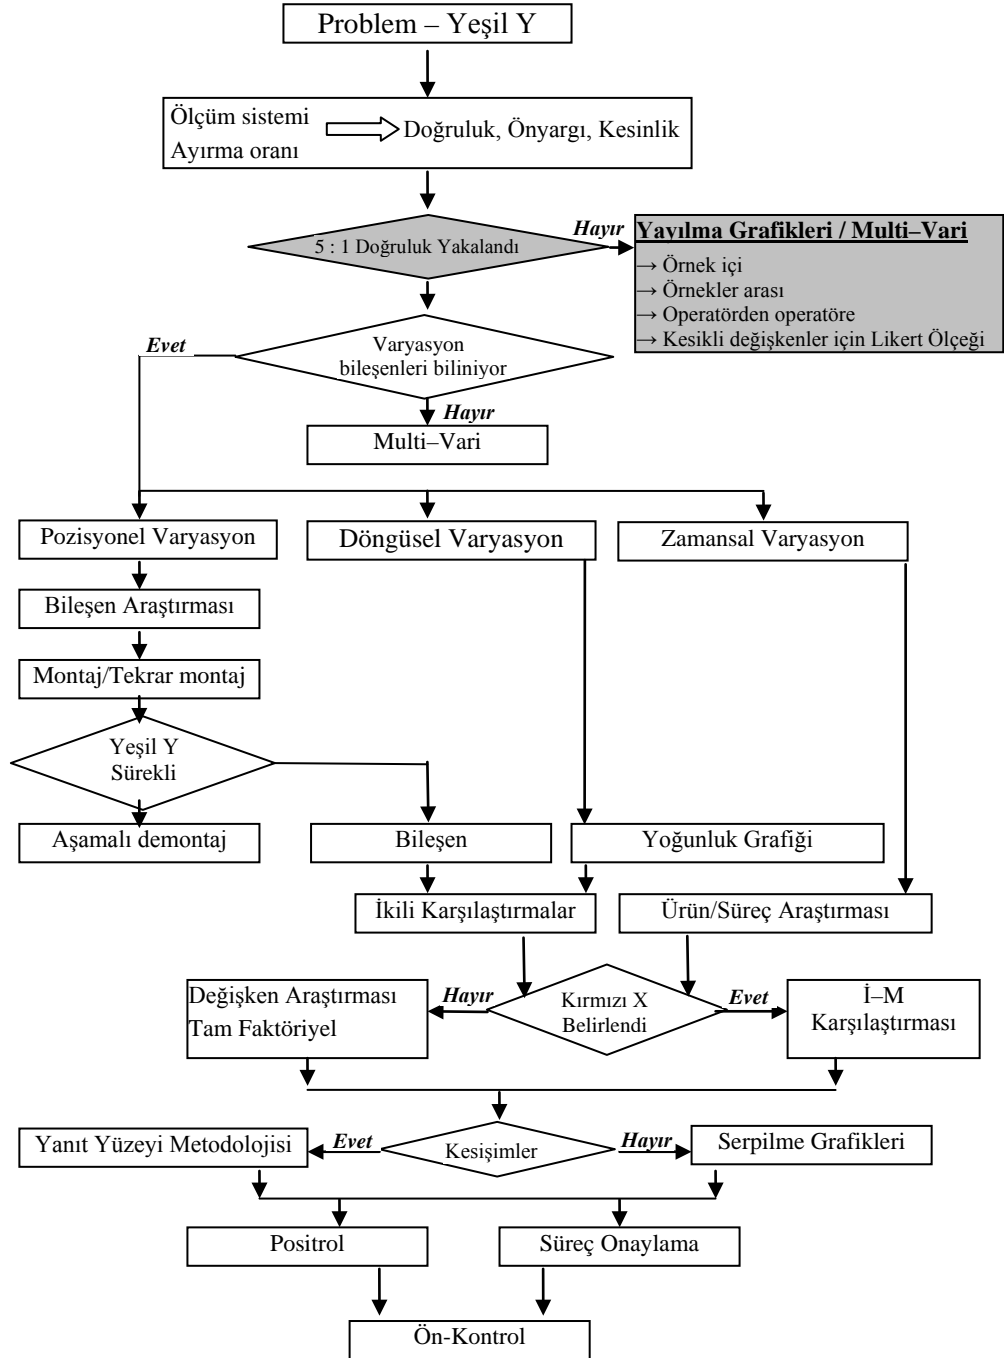 Problem – Yeşil Y
Ölçüm sistemi
Ayırma oranı
Doğruluk, Önyargı, Kesinlik
5 : 1 Doğruluk Yakalandı
Hayır
Yayılma Grafikleri / Multi–Vari
→ Örnek içi
→ Örnekler arası
→ Operatörden operatöre
→ Kesikli değişkenler için Likert Ölçeği
Evet
Varyasyon
bileşenleri biliniyor
Hayır
Multi–Vari
Pozisyonel Varyasyon
Döngüsel Varyasyon
Zamansal Varyasyon
Bileşen Araştırması
Montaj/Tekrar montaj
Yeşil Y
Sürekli
Aşamalı demontaj
Bileşen
Yoğunluk Grafiği
İkili Karşılaştırmalar
Ürün/Süreç Araştırması
Değişken Araştırması
Tam Faktöriyel
Hayır
Kırmızı X
Belirlendi
Evet
İ–M
Karşılaştırması
Yanıt Yüzeyi Metodolojisi
Evet
Kesişimler
Hayır
Serpilme Grafikleri
Positrol
Süreç Onaylama
Ön-Kontrol